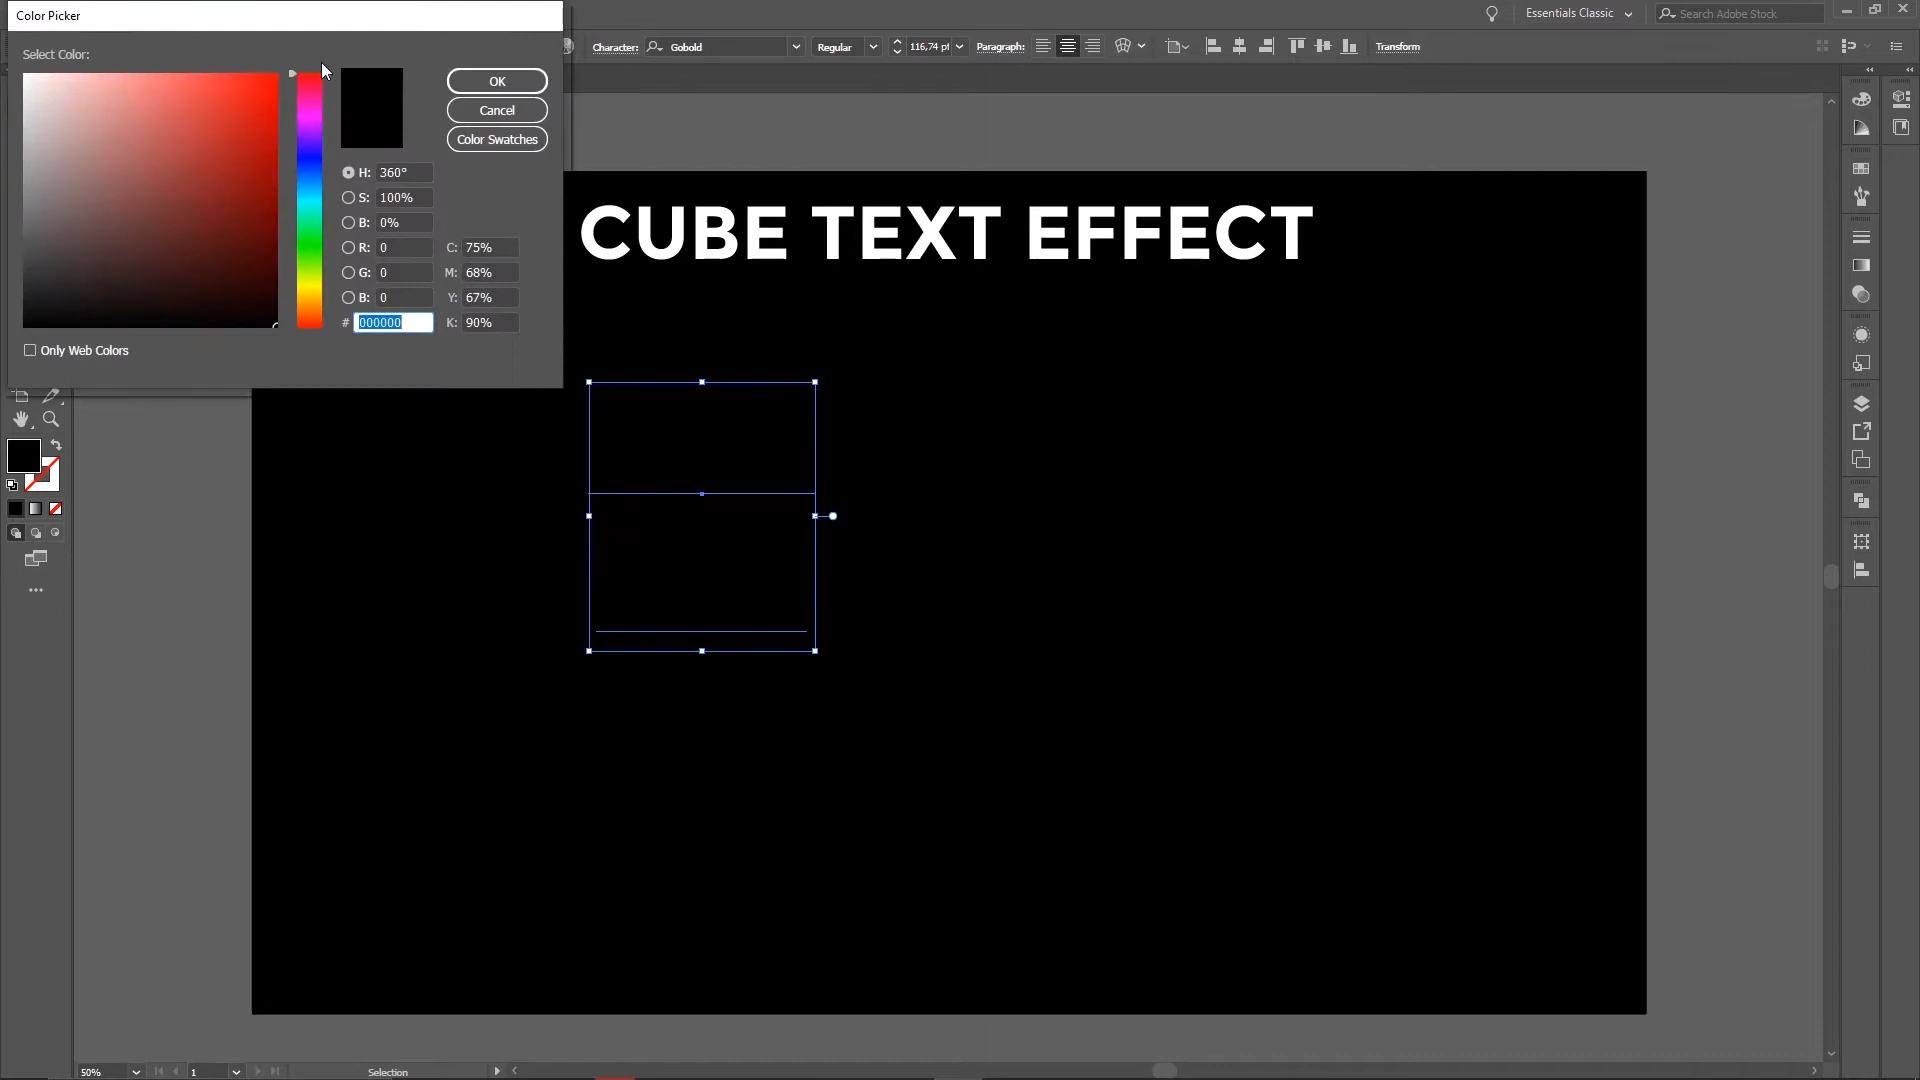 Color Picker
Essentials Classic
Search Adobe Stock
Select Color:
OK
Cancel
Color Swatches
Character:
Gobold
Regular
116,74 pt
Paragraph:
Transform
H: 360°
S: 100%
B: 0%
R: 0
C: 75%
G: 0
M: 68%
B: 0
Y: 67%
# 000000
K: 90%
Only Web Colors
CUBE TEXT EFFECT
50%
1
Selection